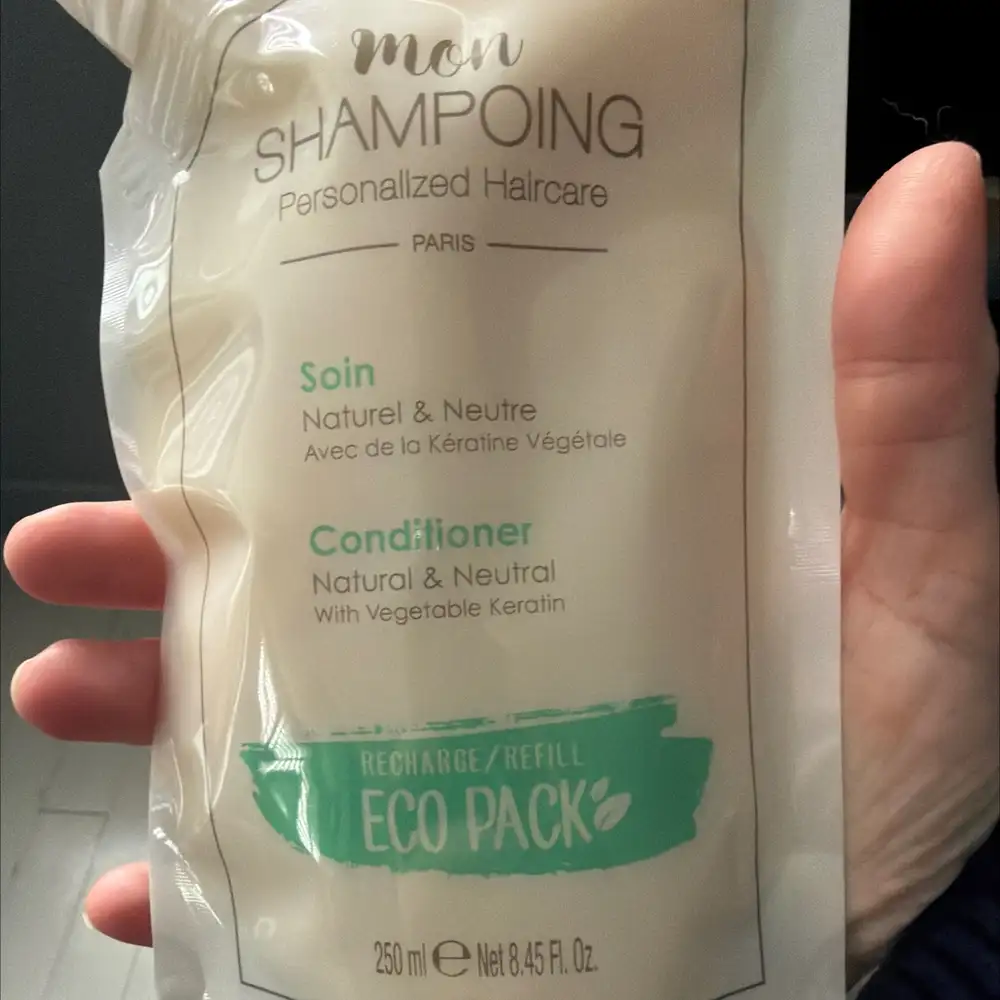 mon
SHAMPOING
Personalized Haircare
PARIS
Soin
Naturel & Neutre
Avec de la Kératine Végétale
Conditioner
Natural & Neutral
With Vegetable Keratin
RECHARGE/REFILL
ECO PACK
250 ml ℮ Net 8.45 Fl. Oz.